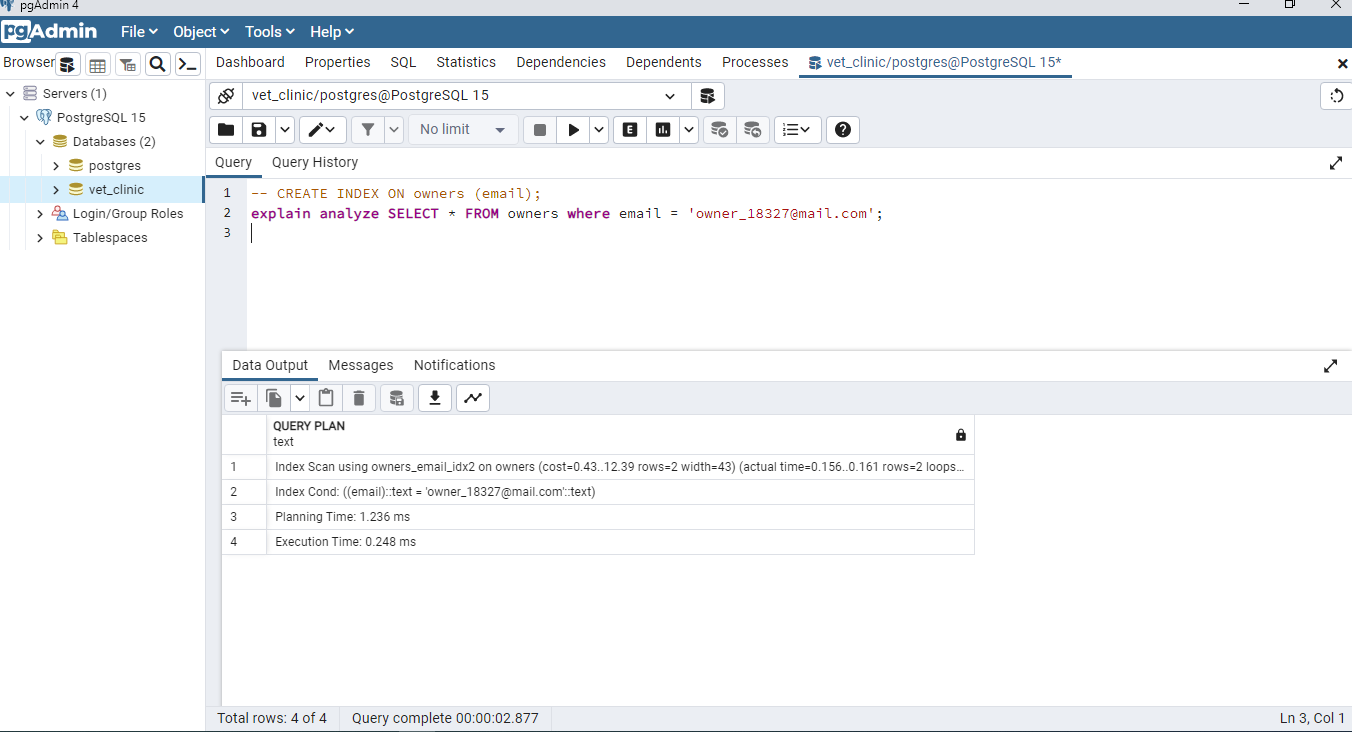 pgAdmin 4
pgAdmin File Object Tools Help
Browser Dashboard Properties SQL Statistics Dependencies Dependents Processes vet_clinic/postgres@PostgreSQL 15*
Servers (1)
PostgreSQL 15
Databases (2)
postgres
vet_clinic
Login/Group Roles
Tablespaces
vet_clinic/postgres@PostgreSQL 15
No limit E
Query Query History
1 -- CREATE INDEX ON owners (email);
2 explain analyze SELECT * FROM owners where email = 'owner_18327@mail.com';
3
Data Output Messages Notifications
QUERY PLAN
text
1 Index Scan using owners_email_idx2 on owners (cost=0.43..12.39 rows=2 width=43) (actual time=0.156..0.161 rows=2 loops…
2 Index Cond: ((email)::text = 'owner_18327@mail.com'::text)
3 Planning Time: 1.236 ms
4 Execution Time: 0.248 ms
Total rows: 4 of 4 Query complete 00:00:02.877 Ln 3, Col 1